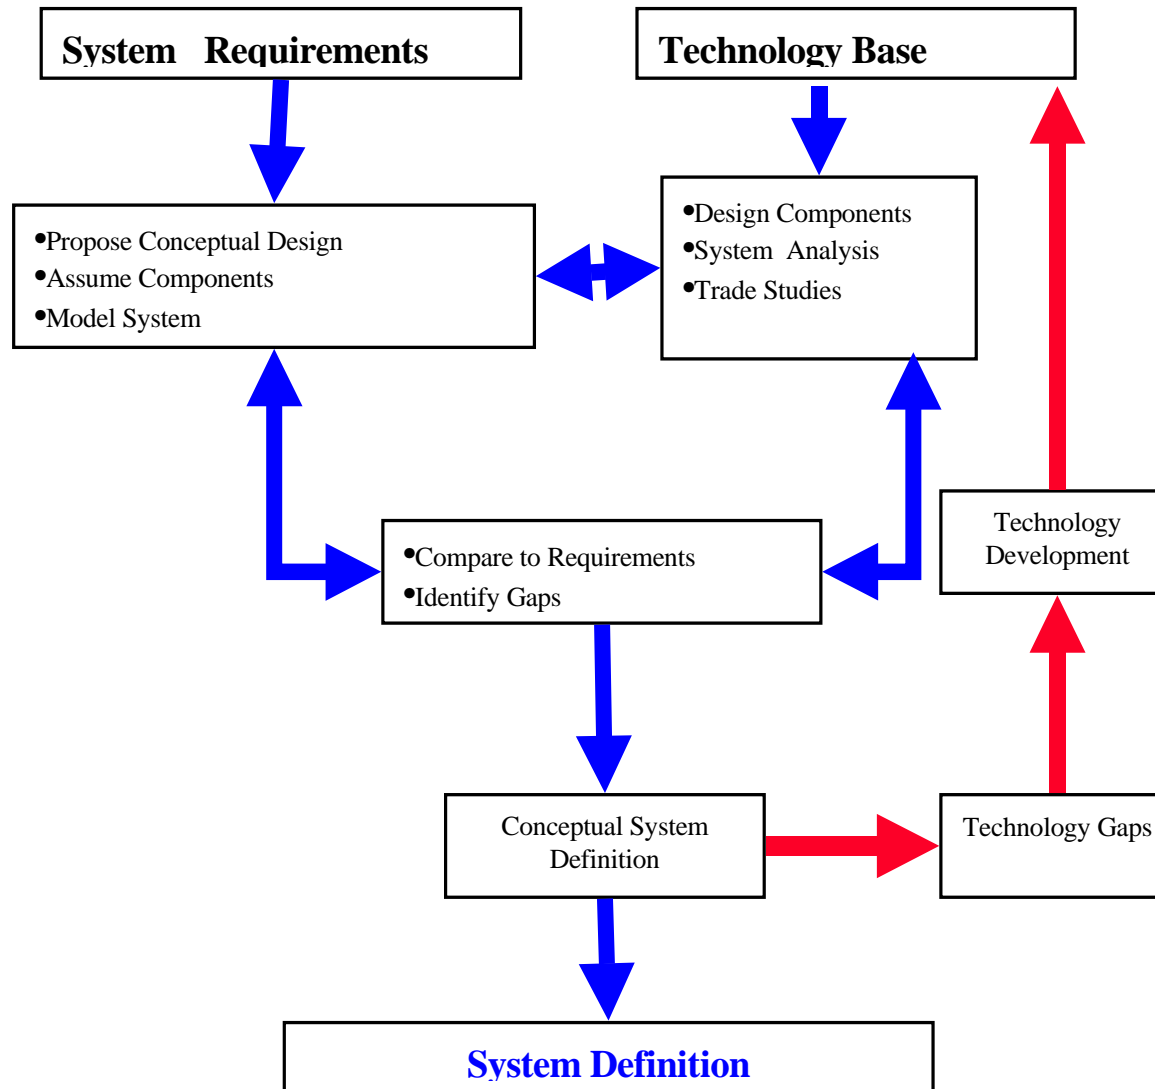 System Requirements
Technology Base
•Propose Conceptual Design
•Assume Components
•Model System
•Design Components
•System Analysis
•Trade Studies
•Compare to Requirements
•Identify Gaps
Technology
Development
Conceptual System
Definition
Technology Gaps
System Definition